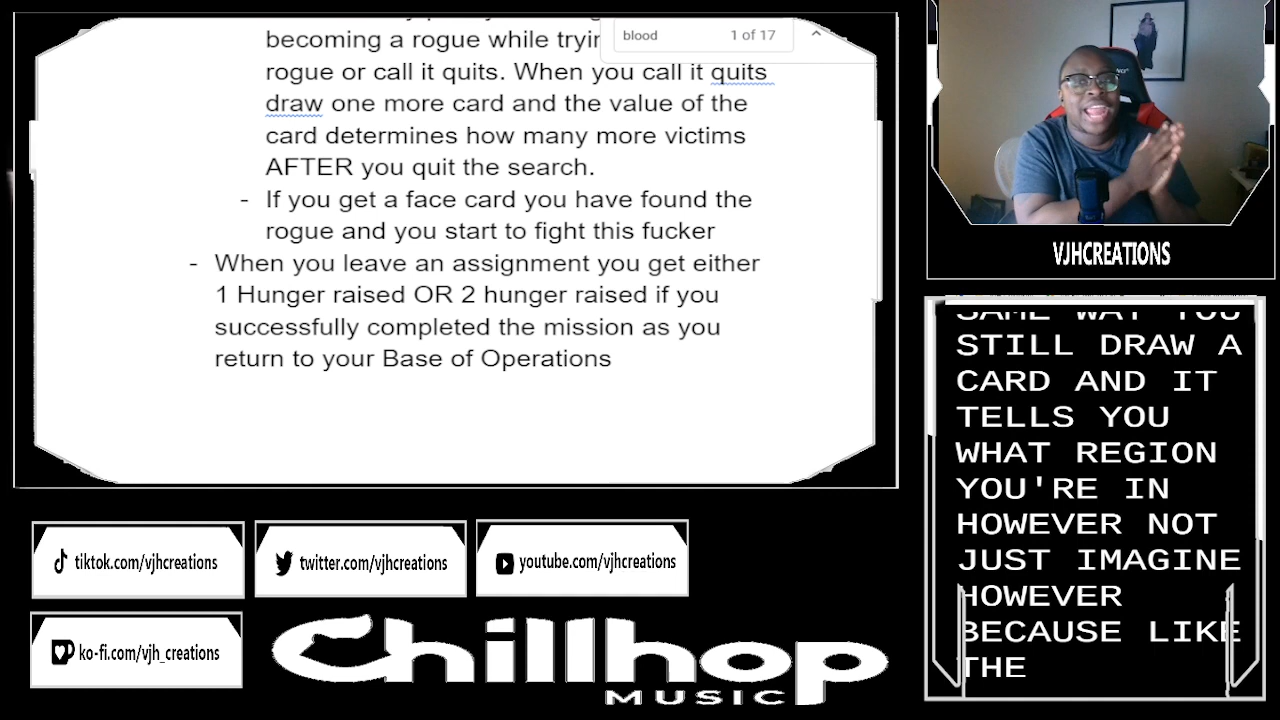 becoming a rogue while tryin
rogue or call it quits. When you call it quits
draw one more card and the value of the
card determines how many more victims
AFTER you quit the search.
- If you get a face card you have found the
rogue and you start to fight this fucker
- When you leave an assignment you get either
1 Hunger raised OR 2 hunger raised if you
successfully completed the mission as you
return to your Base of Operations
blood 1 of 17
VJHCREATIONS
SAME WAY YOU
STILL DRAW A
CARD AND IT
TELLS YOU
WHAT REGION
YOU'RE IN
HOWEVER NOT
JUST IMAGINE
HOWEVER
BECAUSE LIKE
THE
tiktok.com/vjhcreations
twitter.com/vjhcreations
youtube.com/vjhcreations
ko-fi.com/vjh_creations
Chillhop
MUSIC